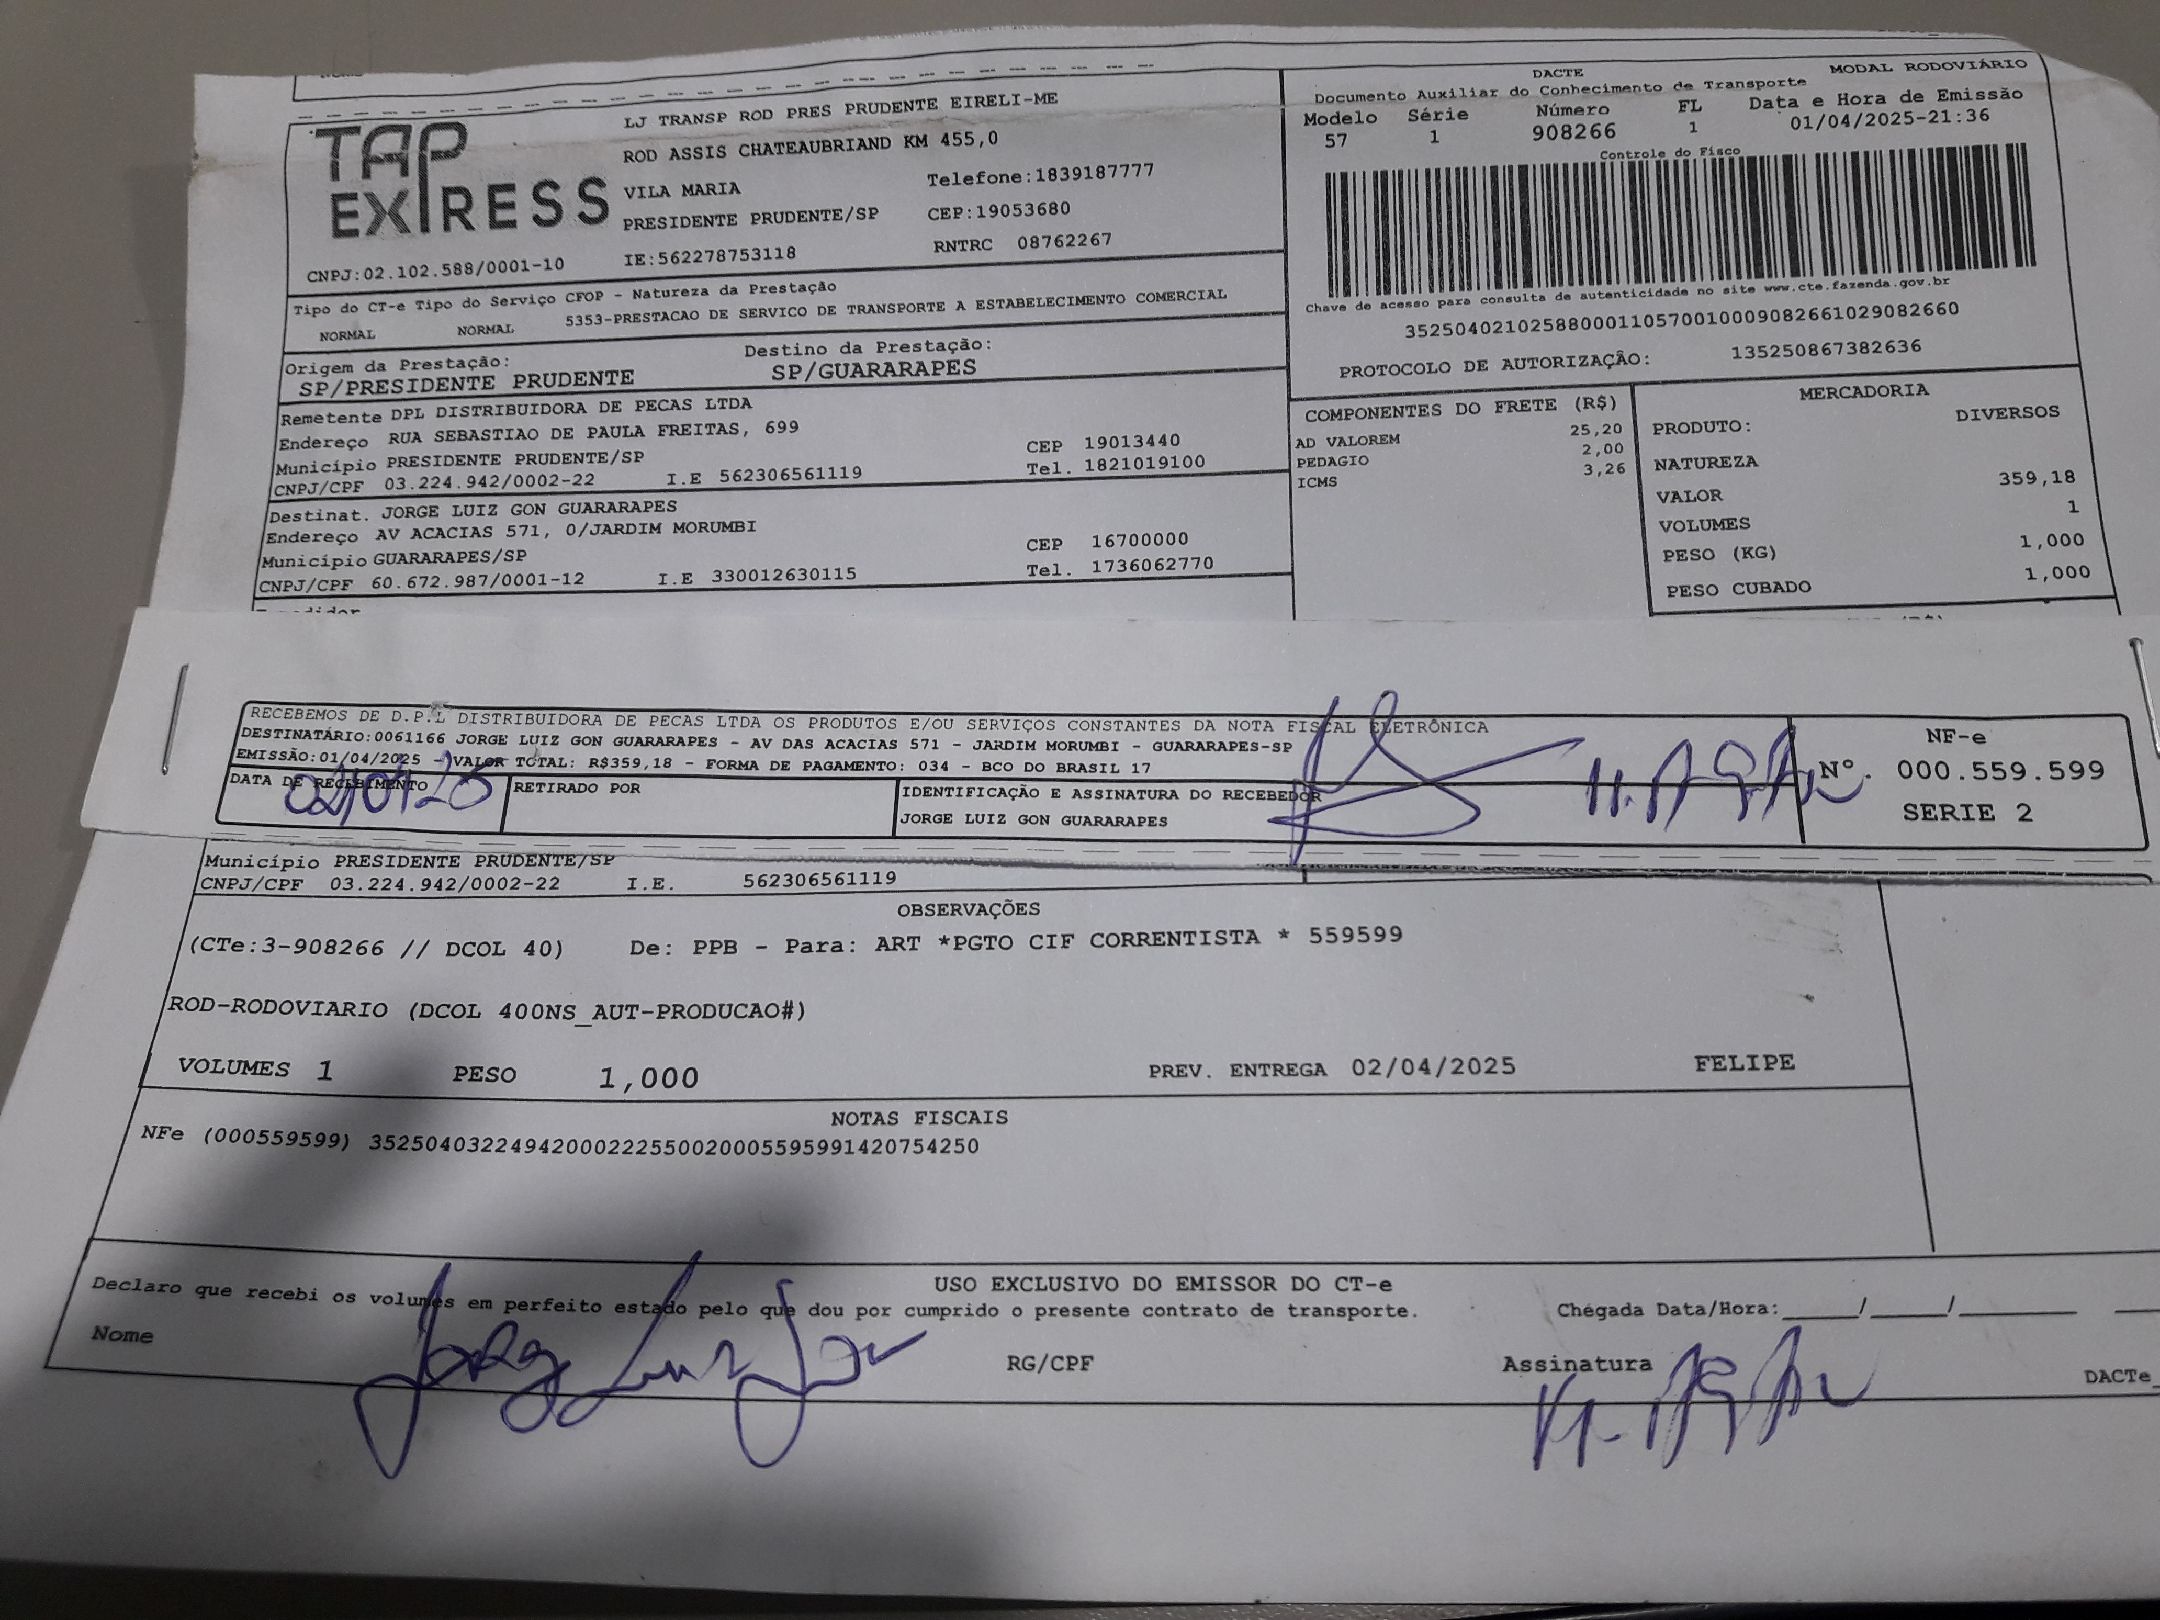 DACTE
MODAL RODOVIÁRIO
Documento Auxiliar do Conhecimento de Transporte
Modelo Série Número FL Data e Hora de Emissão
57 1 908266 1 01/04/2025-21:36
Controle do Fisco
TAP EXPRESS
LJ TRANSP ROD PRES PRUDENTE EIRELI-ME
ROD ASSIS CHATEAUBRIAND KM 455,0
VILA MARIA Telefone:1839187777
PRESIDENTE PRUDENTE/SP CEP:19053680
CNPJ:02.102.588/0001-10 IE:562278753118 RNTRC 08762267
Chave de acesso para consulta de autenticidade no site www.cte.fazenda.gov.br
35250402102588000110570010009082661029082660
PROTOCOLO DE AUTORIZAÇÃO: 135250867382636
Tipo do CT-e Tipo do Serviço CFOP - Natureza da Prestação
NORMAL NORMAL 5353-PRESTACAO DE SERVICO DE TRANSPORTE A ESTABELECIMENTO COMERCIAL
Origem da Prestação: Destino da Prestação:
SP/PRESIDENTE PRUDENTE SP/GUARARAPES
Remetente DPL DISTRIBUIDORA DE PECAS LTDA
Endereço RUA SEBASTIAO DE PAULA FREITAS, 699 CEP 19013440
Município PRESIDENTE PRUDENTE/SP Tel. 1821019100
CNPJ/CPF 03.224.942/0002-22 I.E 562306561119
Destinat. JORGE LUIZ GON GUARARAPES
Endereço AV ACACIAS 571, 0/JARDIM MORUMBI CEP 16700000
Município GUARARAPES/SP Tel. 1736062770
CNPJ/CPF 60.672.987/0001-12 I.E 330012630115
COMPONENTES DO FRETE (R$)
AD VALOREM 25,20
PEDAGIO 2,00
ICMS 3,26
MERCADORIA
PRODUTO: DIVERSOS
NATUREZA
VALOR 359,18
VOLUMES 1
PESO (KG) 1,000
PESO CUBADO 1,000
RECEBEMOS DE D.P.L DISTRIBUIDORA DE PECAS LTDA OS PRODUTOS E/OU SERVIÇOS CONSTANTES DA NOTA FISCAL ELETRÔNICA
DESTINATÁRIO:0061166 JORGE LUIZ GON GUARARAPES - AV DAS ACACIAS 571 - JARDIM MORUMBI - GUARARAPES-SP
EMISSÃO:01/04/2025 - VALOR TOTAL: R$359,18 - FORMA DE PAGAMENTO: 034 - BCO DO BRASIL 17
DATA DE RECEBIMENTO RETIRADO POR IDENTIFICAÇÃO E ASSINATURA DO RECEBEDOR
JORGE LUIZ GON GUARARAPES
NF-e
Nº. 000.559.599
SERIE 2
Município PRESIDENTE PRUDENTE/SP
CNPJ/CPF 03.224.942/0002-22 I.E. 562306561119
OBSERVAÇÕES
(CTe:3-908266 // DCOL 40) De: PPB - Para: ART *PGTO CIF CORRENTISTA * 559599
ROD-RODOVIARIO (DCOL 400NS_AUT-PRODUCAO#)
VOLUMES 1 PESO 1,000 PREV. ENTREGA 02/04/2025 FELIPE
NOTAS FISCAIS
NFe (000559599) 35250403224942000222550020005595991420754250
USO EXCLUSIVO DO EMISSOR DO CT-e
Declaro que recebi os volumes em perfeito estado pelo que dou por cumprido o presente contrato de transporte. Chegada Data/Hora:____/____/______
Nome Jorge Luiz Gon RG/CPF Assinatura DACTe_